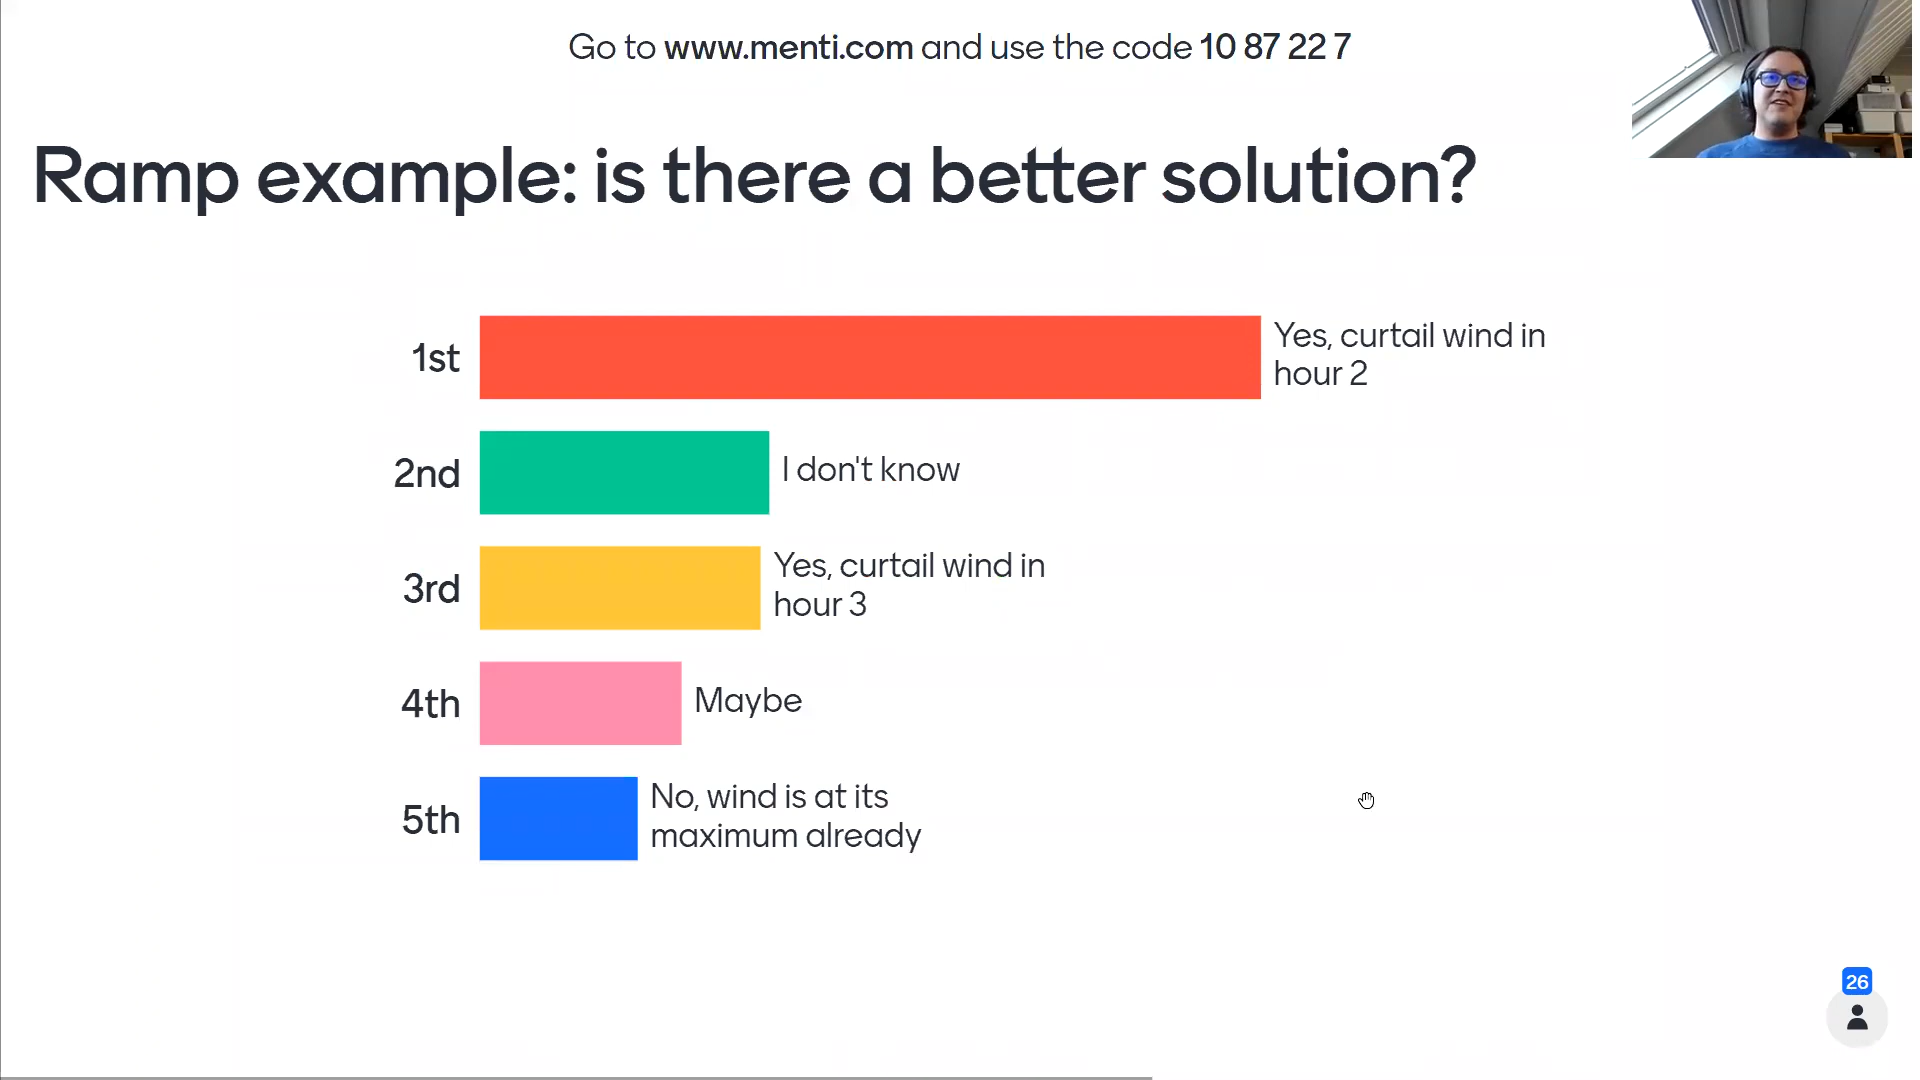 Go to www.menti.com and use the code 10 87 22 7
Ramp example: is there a better solution?
1st
Yes, curtail wind in
hour 2
2nd
I don't know
3rd
Yes, curtail wind in
hour 3
4th
Maybe
5th
No, wind is at its
maximum already
26